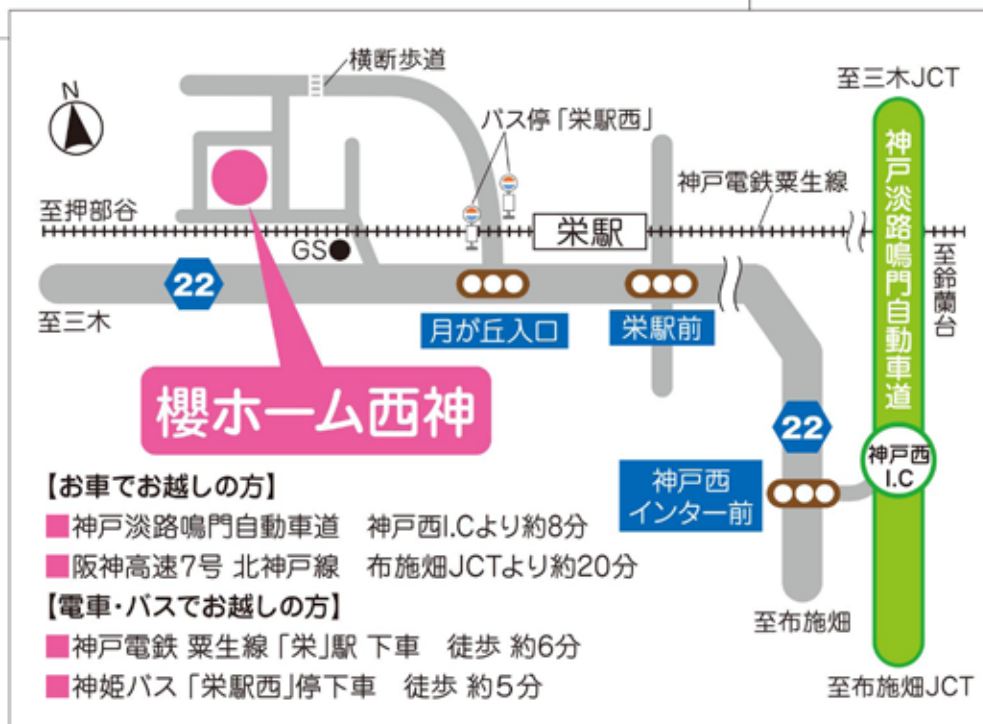 N
横断歩道
至三木JCT
バス停「栄駅西」
神戸淡路鳴門自動車道
神戸電鉄粟生線
至押部谷
栄駅
GS
至鈴蘭台
22
至三木
月が丘入口
栄駅前
櫻ホーム西神
22
神戸西
I.C
神戸西
インター前
【お車でお越しの方】
■神戸淡路鳴門自動車道 神戸西I.Cより約8分
■阪神高速7号 北神戸線 布施畑JCTより約20分
【電車・バスでお越しの方】
■神戸電鉄 粟生線「栄」駅 下車 徒歩 約6分
■神姫バス「栄駅西」停下車 徒歩 約5分
至布施畑
至布施畑JCT